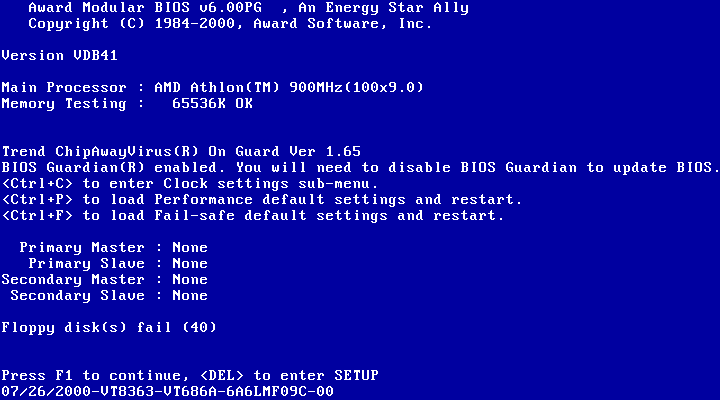 Award Modular BIOS v6.00PG  , An Energy Star Ally
Copyright (C) 1984-2000, Award Software, Inc.
Version VDB41
Main Processor : AMD Athlon(TM) 900MHz(100x9.0)
Memory Testing :   65536K OK
Trend ChipAwayVirus(R) On Guard Ver 1.65
BIOS Guardian(R) enabled. You will need to disable BIOS Guardian to update BIOS.
<Ctrl+C> to enter Clock settings sub-menu.
<Ctrl+P> to load Performance default settings and restart.
<Ctrl+F> to load Fail-safe default settings and restart.
Primary Master : None
Primary Slave : None
Secondary Master : None
Secondary Slave : None
Floppy disk(s) fail (40)
Press F1 to continue, <DEL> to enter SETUP
07/26/2000-VT8363-VT686A-6A6LMF09C-00